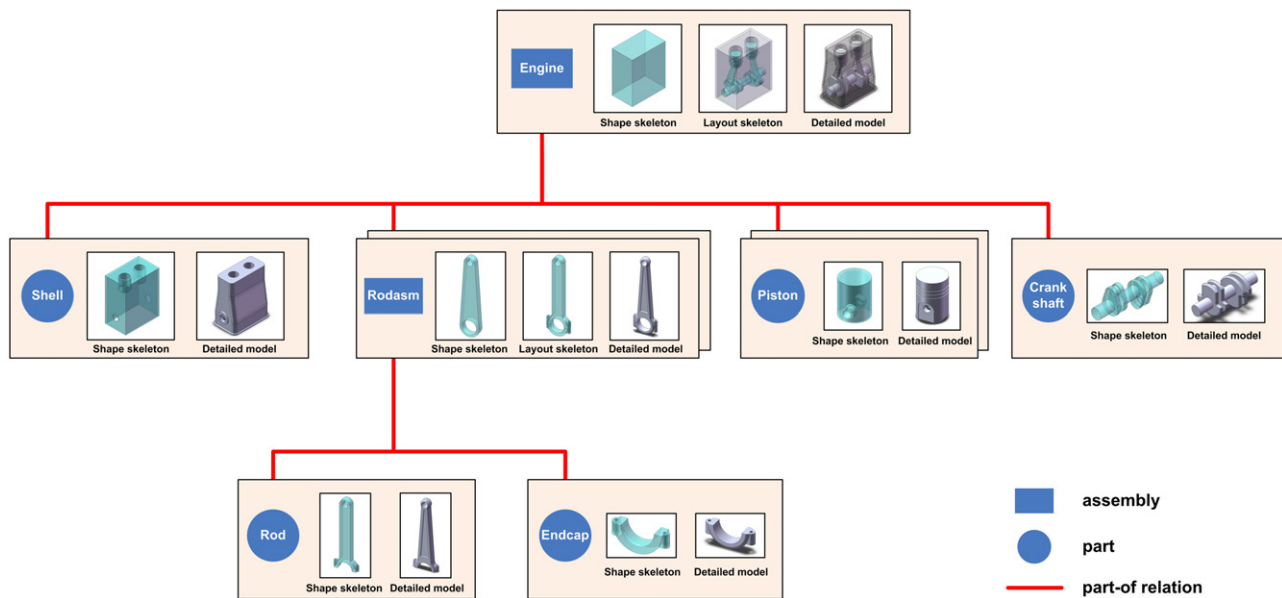 Engine
Shape skeleton
Layout skeleton
Detailed model
Shell
Shape skeleton
Detailed model
Rodasm
Shape skeleton
Layout skeleton
Detailed model
Piston
Shape skeleton
Detailed model
Crank
shaft
Shape skeleton
Detailed model
Rod
Shape skeleton
Detailed model
Endcap
Shape skeleton
Detailed model
assembly
part
part-of relation